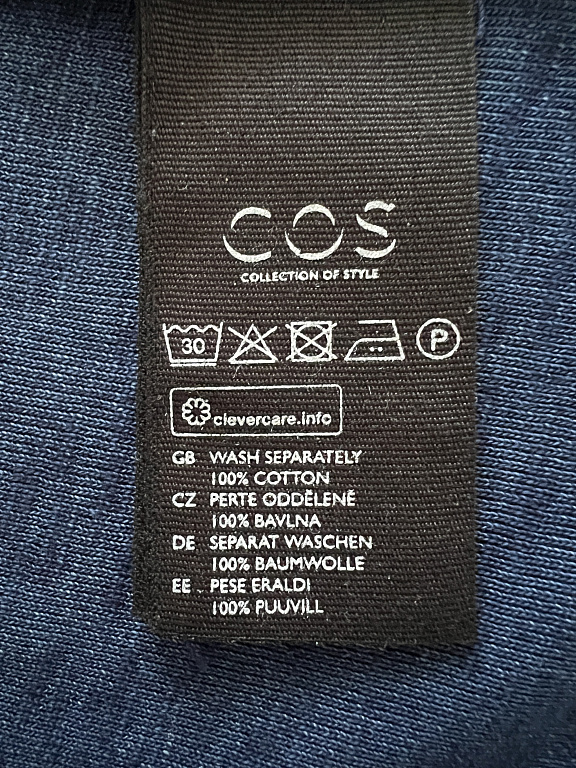 COS
COLLECTION OF STYLE
30
P
clevercare.info
GB WASH SEPARATELY
100% COTTON
CZ PERTE ODDĚLENĚ
100% BAVLNA
DE SEPARAT WASCHEN
100% BAUMWOLLE
EE PESE ERALDI
100% PUUVILL